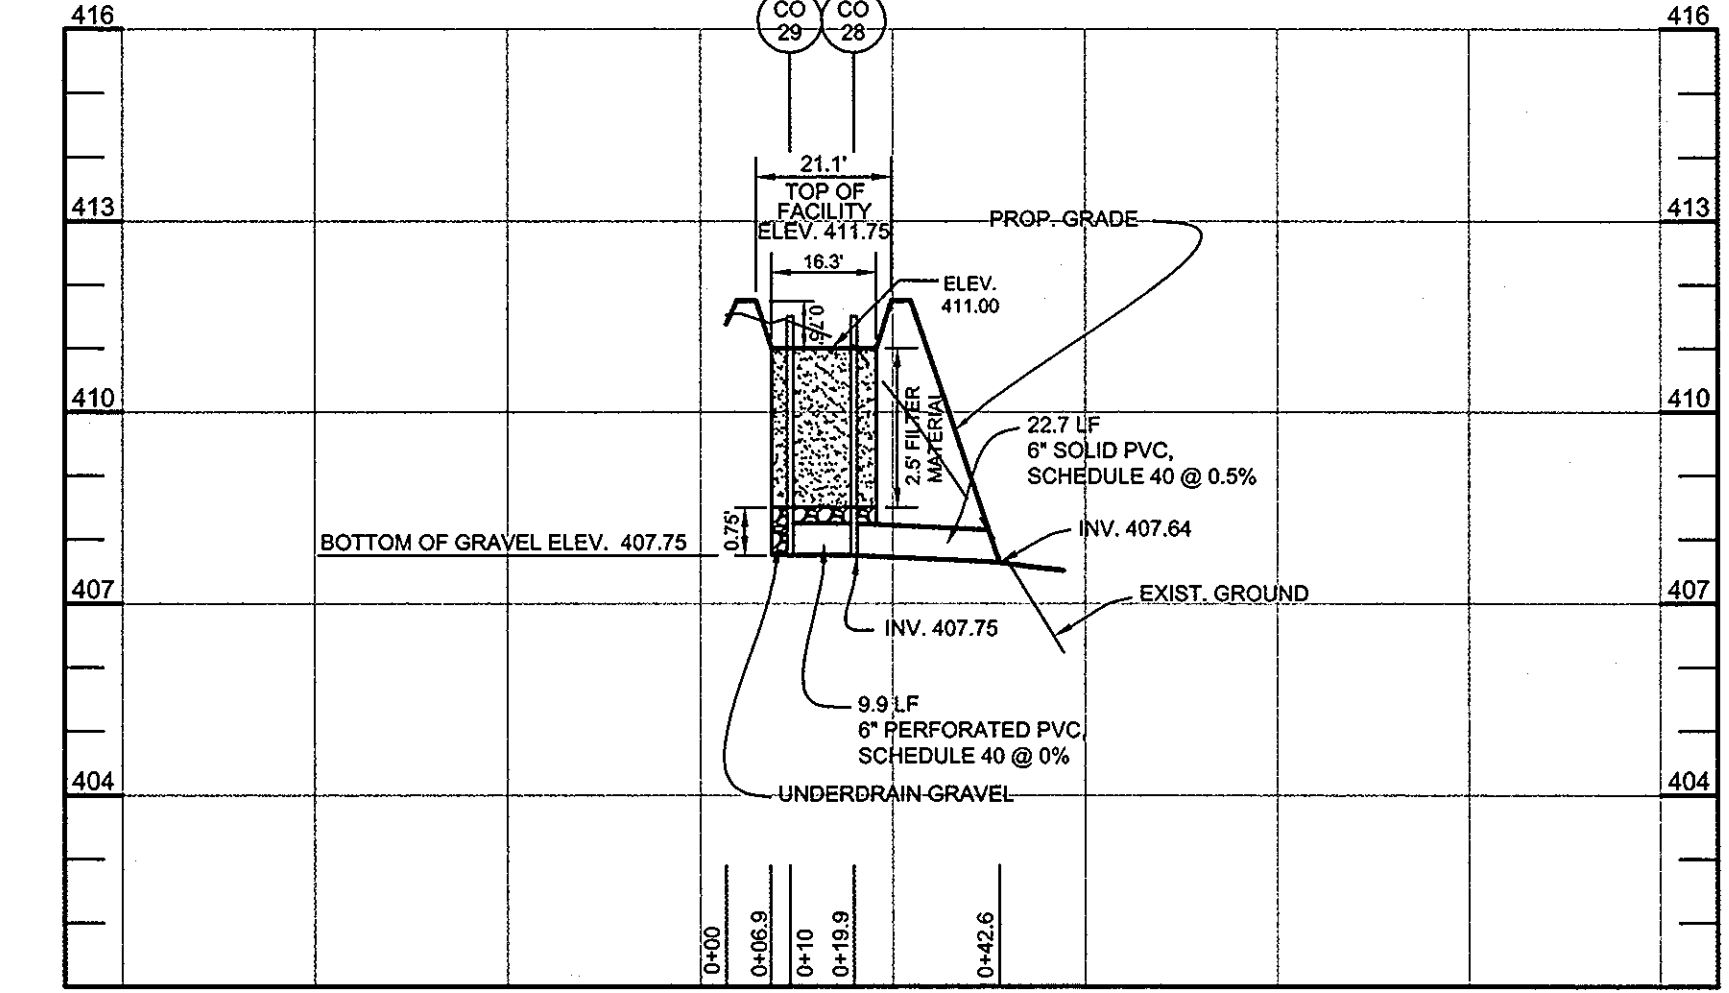 416
CO
29
CO
28
416
21.1'
TOP OF
FACILITY
ELEV. 411.75
413
PROP. GRADE
413
16.3'
ELEV.
411.00
0.75'
410
2.5' FILTER
MATERIAL
410
22.7 LF
6" SOLID PVC,
SCHEDULE 40 @ 0.5%
0.75'
INV. 407.64
BOTTOM OF GRAVEL ELEV. 407.75
407
EXIST. GROUND
407
INV. 407.75
9.9 LF
6" PERFORATED PVC,
SCHEDULE 40 @ 0%
404
UNDERDRAIN GRAVEL
404
0+00
0+06.9
0+10
0+19.9
0+42.6